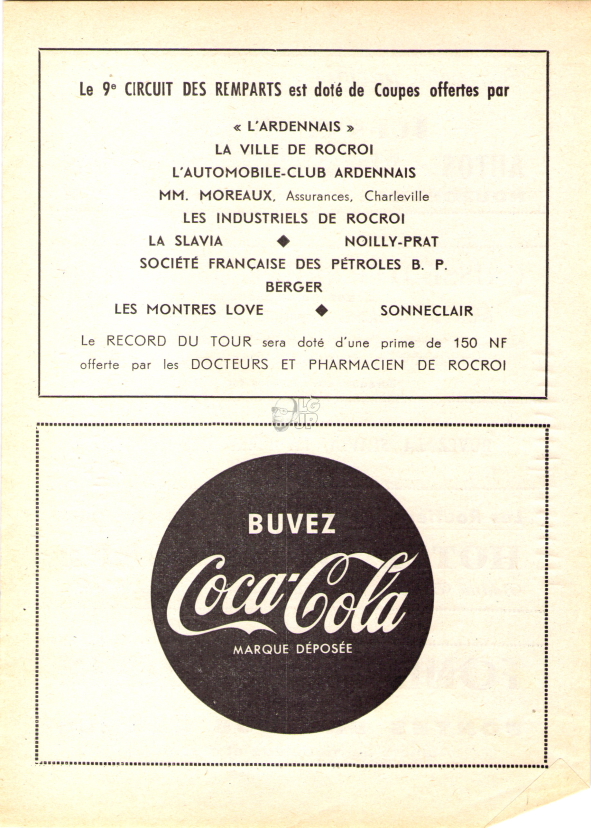 Le 9e CIRCUIT DES REMPARTS est doté de Coupes offertes par
« L'ARDENNAIS »
LA VILLE DE ROCROI
L'AUTOMOBILE-CLUB ARDENNAIS
MM. MOREAUX, Assurances, Charleville
LES INDUSTRIELS DE ROCROI
LA SLAVIA ◆ NOILLY-PRAT
SOCIÉTÉ FRANÇAISE DES PÉTROLES B. P.
BERGER
LES MONTRES LOVE ◆ SONNECLAIR
Le RECORD DU TOUR sera doté d'une prime de 150 NF
offerte par les DOCTEURS ET PHARMACIEN DE ROCROI
LG
JP
BUVEZ
Coca-Cola
MARQUE DÉPOSÉE